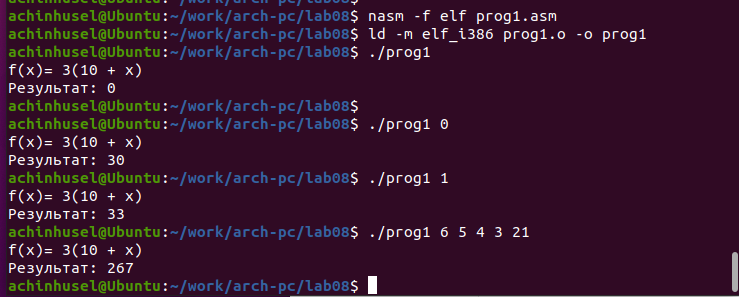 achinhusel@Ubuntu:~/work/arch-pc/lab08$ nasm -f elf prog1.asm
achinhusel@Ubuntu:~/work/arch-pc/lab08$ ld -m elf_i386 prog1.o -o prog1
achinhusel@Ubuntu:~/work/arch-pc/lab08$ ./prog1
f(x)= 3(10 + x)
Результат: 0
achinhusel@Ubuntu:~/work/arch-pc/lab08$
achinhusel@Ubuntu:~/work/arch-pc/lab08$ ./prog1 0
f(x)= 3(10 + x)
Результат: 30
achinhusel@Ubuntu:~/work/arch-pc/lab08$ ./prog1 1
f(x)= 3(10 + x)
Результат: 33
achinhusel@Ubuntu:~/work/arch-pc/lab08$ ./prog1 6 5 4 3 21
f(x)= 3(10 + x)
Результат: 267
achinhusel@Ubuntu:~/work/arch-pc/lab08$